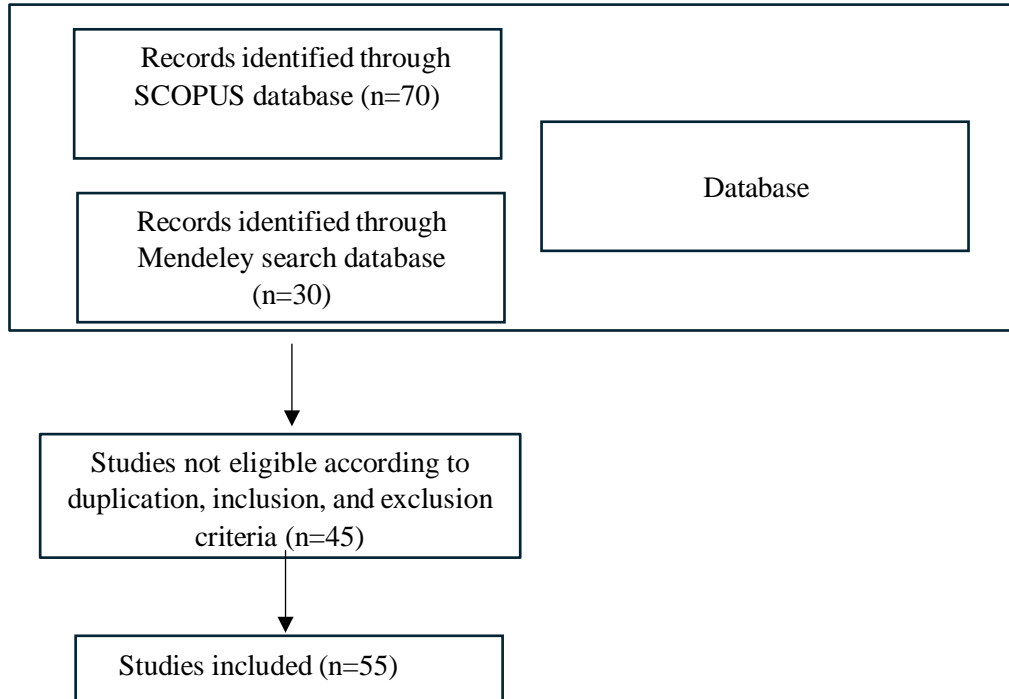 Records identified through
SCOPUS database (n=70)
Database
Records identified through
Mendeley search database
(n=30)
Studies not eligible according to
duplication, inclusion, and exclusion
criteria (n=45)
Studies included (n=55)